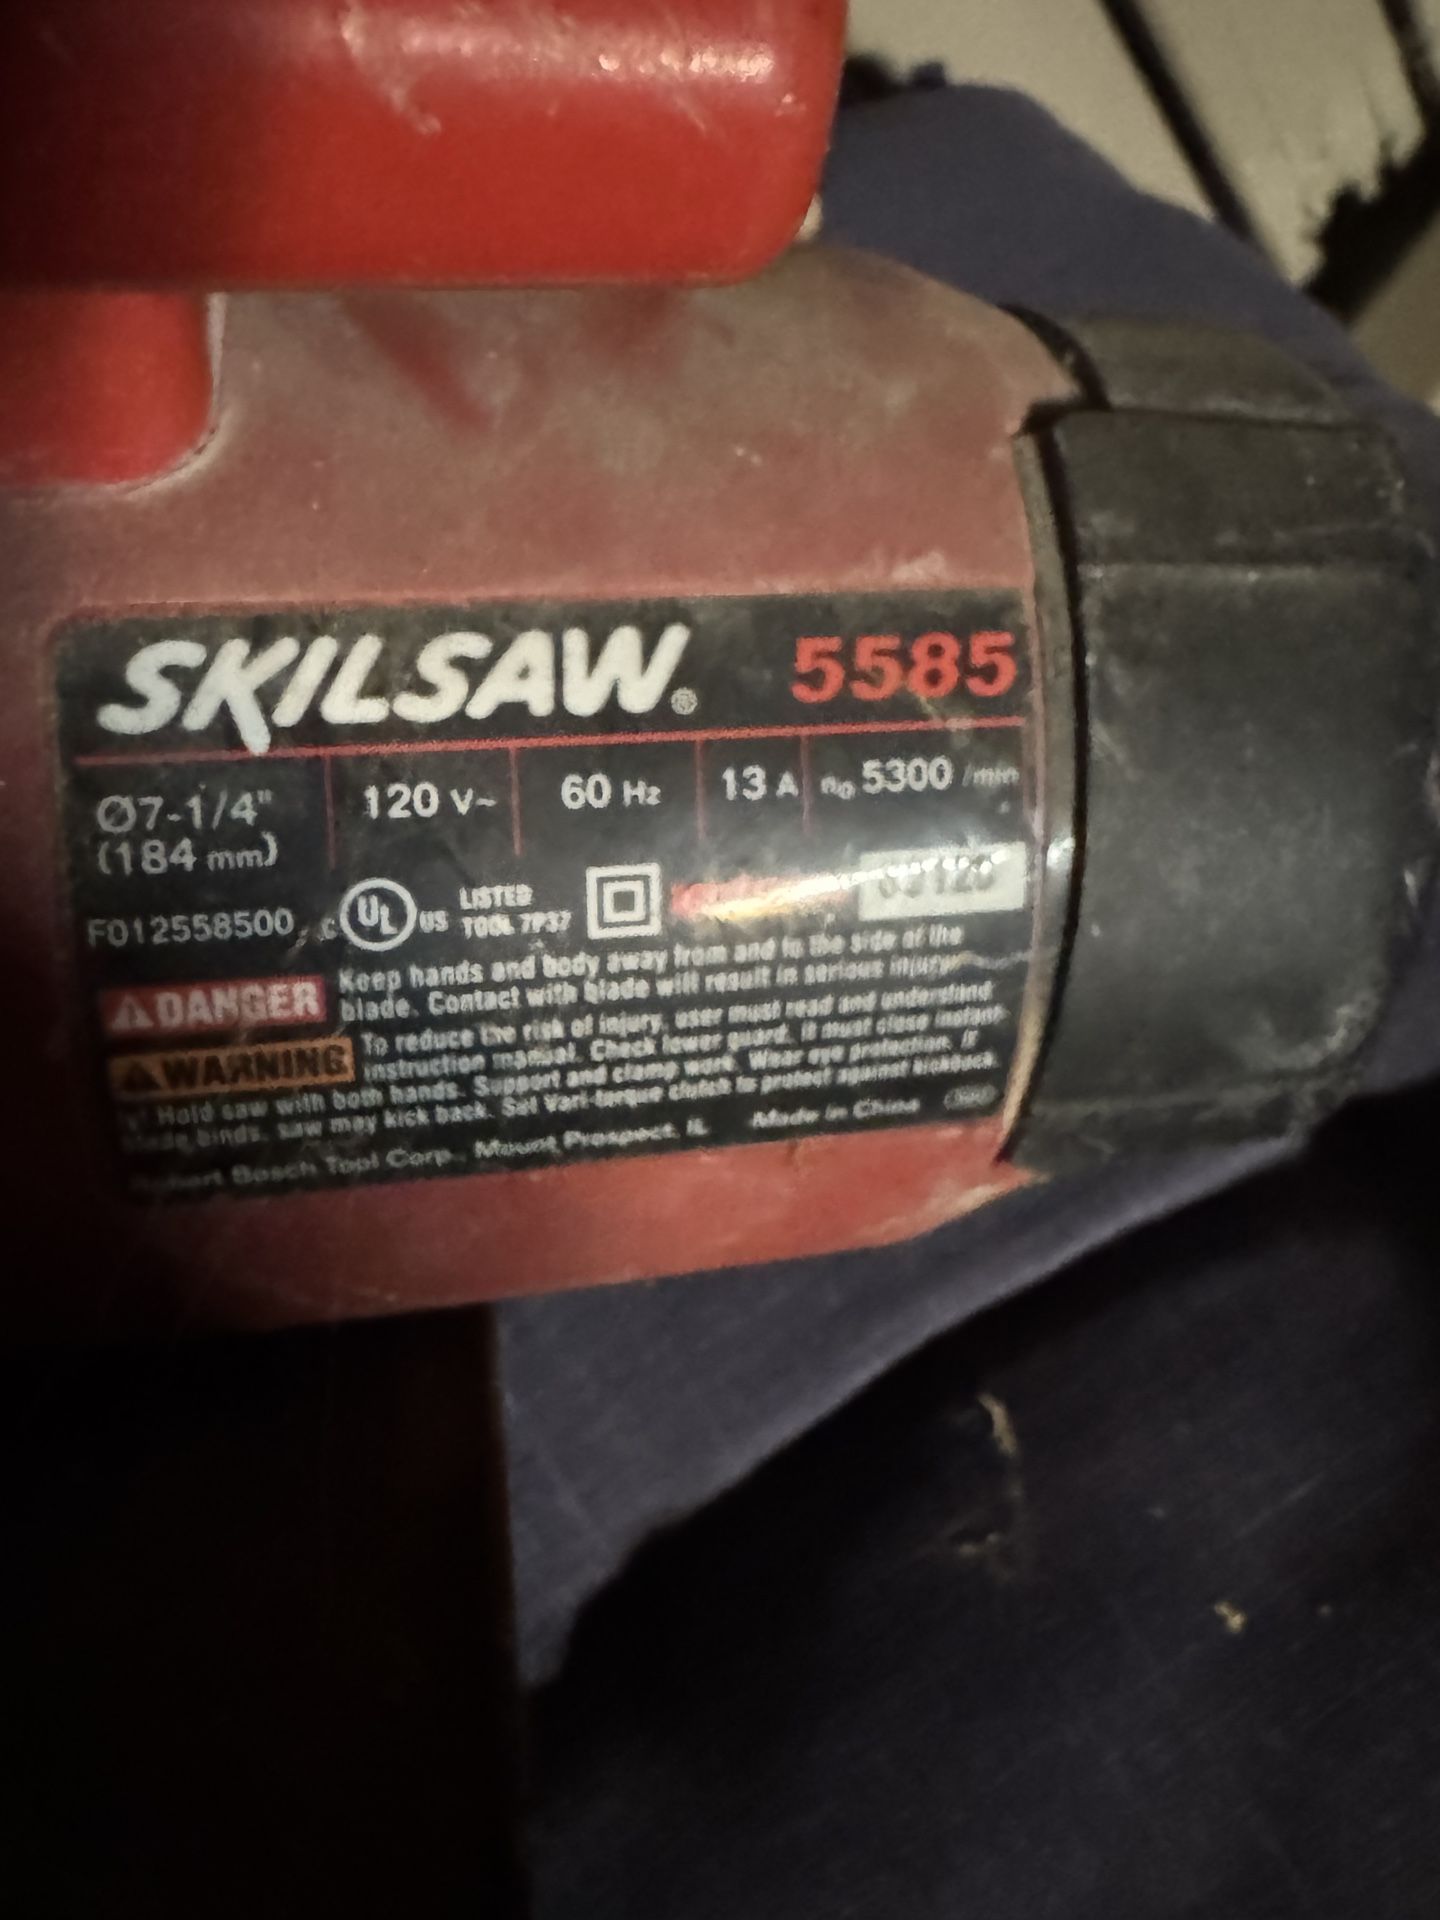 SKILSAW® 5585
Ø7-1/4" 120 V~ 60 Hz 13 A n₀ 5300 /min
(184 mm)
F012558500 c UL US LISTED
TOOL 7P37
DANGER Keep hands and body away from and to the side of the
blade. Contact with blade will result in serious injury.
WARNING To reduce the risk of injury, user must read and understand
instruction manual. Check lower guard. It must close instant-
Hold saw with both hands. Support and clamp work. Wear eye protection. If
blade binds, saw may kick back. Set Vari-torque clutch to protect against kickback.
Robert Bosch Tool Corp., Mount Prospect, IL Made in China